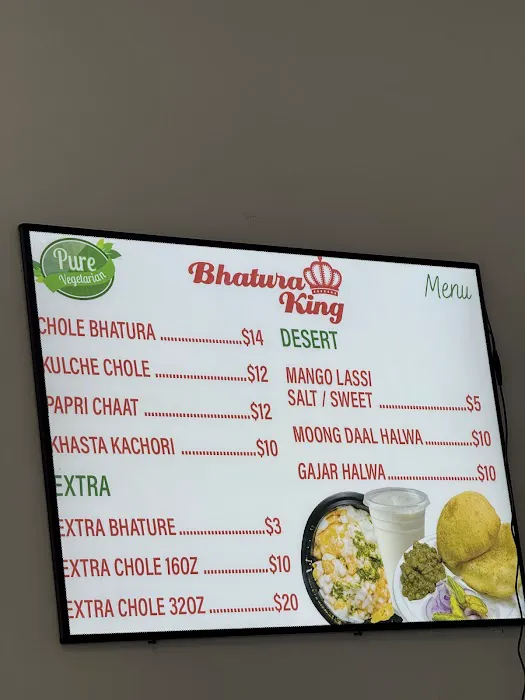 Pure
Vegetarian
Bhatura
King
Menu
CHOLE BHATURA ........................$14
KULCHE CHOLE ..............................$12
PAPRI CHAAT ................................$12
KHASTA KACHORI ........................$10
EXTRA
EXTRA BHATURE..........................$3
EXTRA CHOLE 16OZ ....................$10
EXTRA CHOLE 32OZ ...........................$20
DESERT
MANGO LASSI
SALT / SWEET ..........................$5
MOONG DAAL HALWA..............$10
GAJAR HALWA...........................$10